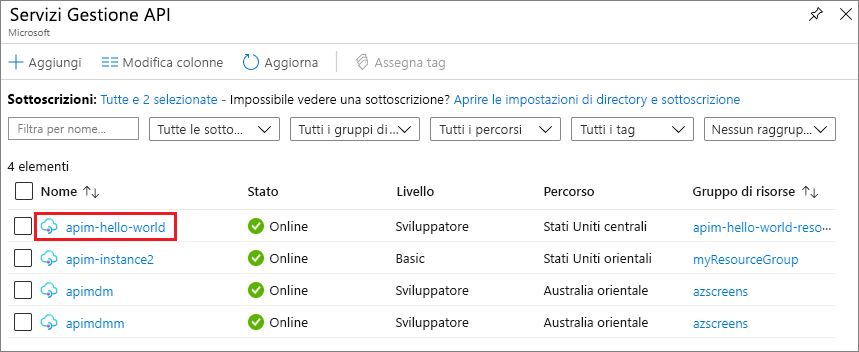 Servizi Gestione API
Microsoft
Aggiungi Modifica colonne Aggiorna Assegna tag
Sottoscrizioni: Tutte e 2 selezionate - Impossibile vedere una sottoscrizione? Aprire le impostazioni di directory e sottoscrizione
Filtra per nome... Tutte le sotto... Tutti i gruppi di ... Tutti i percorsi Tutti i tag Nessun raggrup...
4 elementi
Nome Stato Livello Percorso Gruppo di risorse
apim-hello-world Online Sviluppatore Stati Uniti centrali apim-hello-world-reso...
apim-instance2 Online Basic Stati Uniti orientali myResourceGroup
apimdm Online Sviluppatore Australia orientale azscreens
apimdmm Online Sviluppatore Australia orientale azscreens